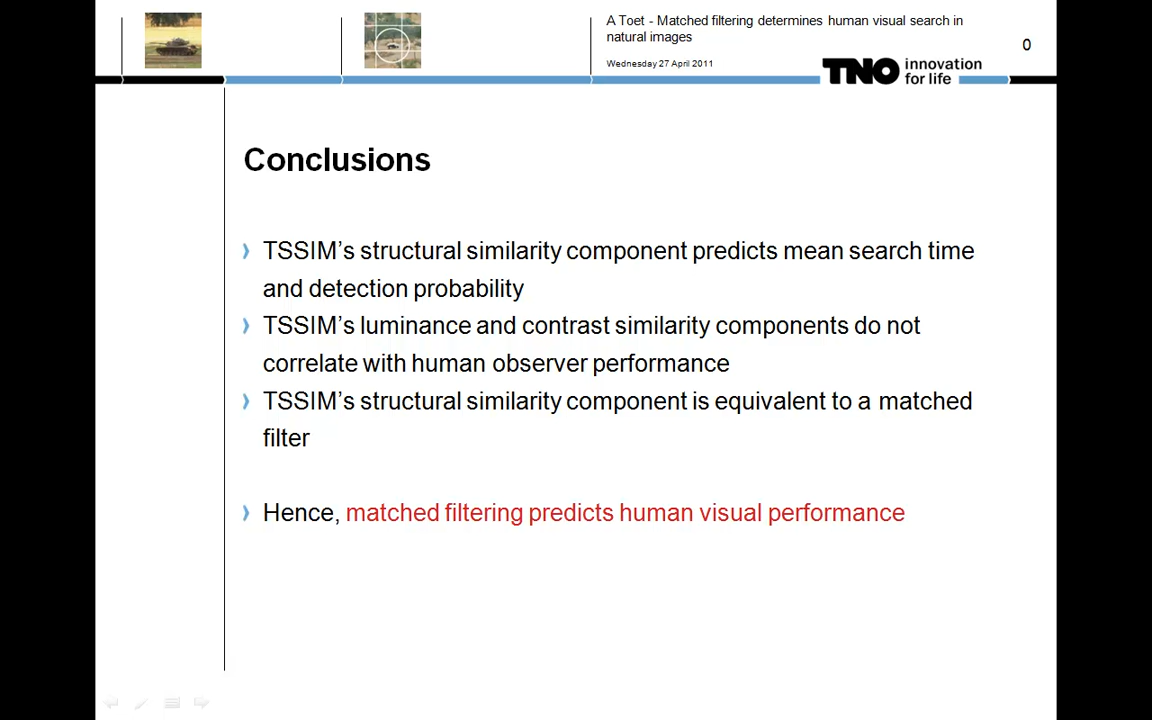 A Toet - Matched filtering determines human visual search in
natural images
0
Wednesday 27 April 2011
TNO innovation
for life
Conclusions
TSSIM’s structural similarity component predicts mean search time
and detection probability
TSSIM’s luminance and contrast similarity components do not
correlate with human observer performance
TSSIM’s structural similarity component is equivalent to a matched
filter
Hence, matched filtering predicts human visual performance